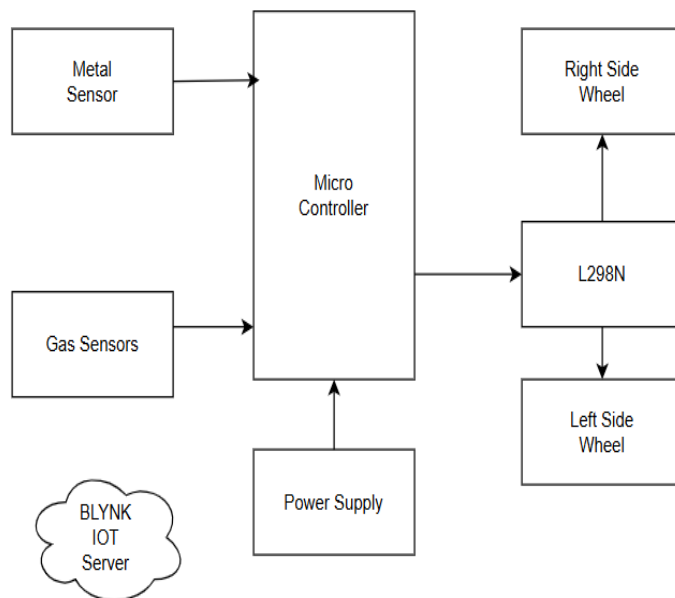 Metal
Sensor
Right Side
Wheel
Micro
Controller
L298N
Gas Sensors
Left Side
Wheel
Power Supply
BLYNK
IOT
Server